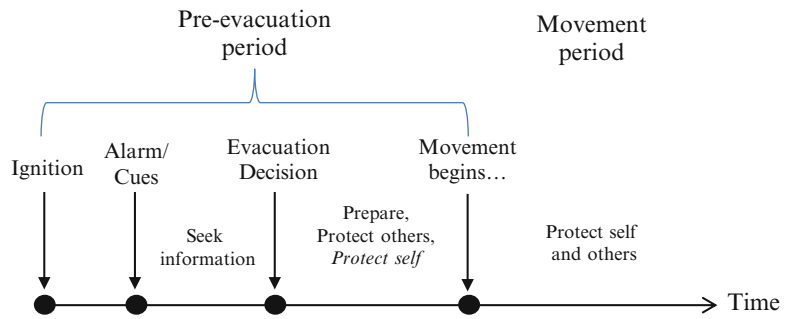 Pre-evacuation
period
Movement
period
Ignition
Alarm/
Cues
Evacuation
Decision
Movement
begins…
Seek
information
Prepare,
Protect others,
Protect self
Protect self
and others
Time